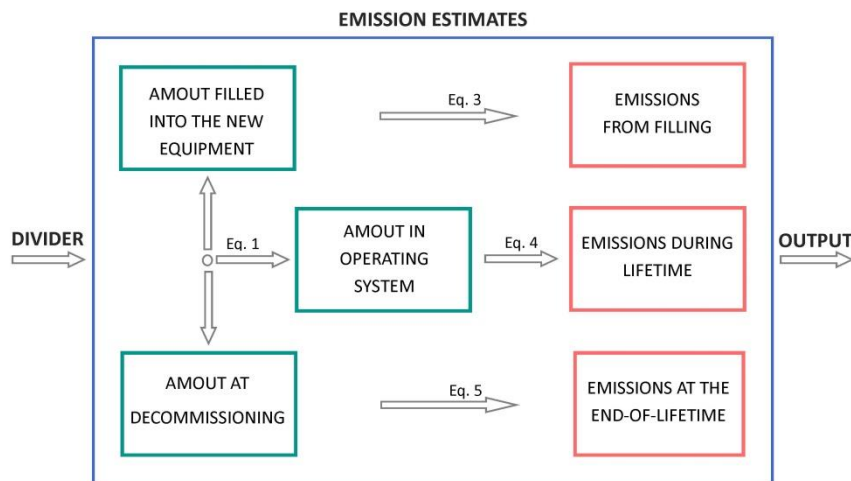 EMISSION ESTIMATES
AMOUT FILLED
INTO THE NEW
EQUIPMENT
Eq. 3
EMISSIONS
FROM FILLING
DIVIDER
Eq. 1
AMOUT IN
OPERATING
SYSTEM
Eq. 4
EMISSIONS DURING
LIFETIME
OUTPUT
AMOUT AT
DECOMMISSIONING
Eq. 5
EMISSIONS AT THE
END-OF-LIFETIME